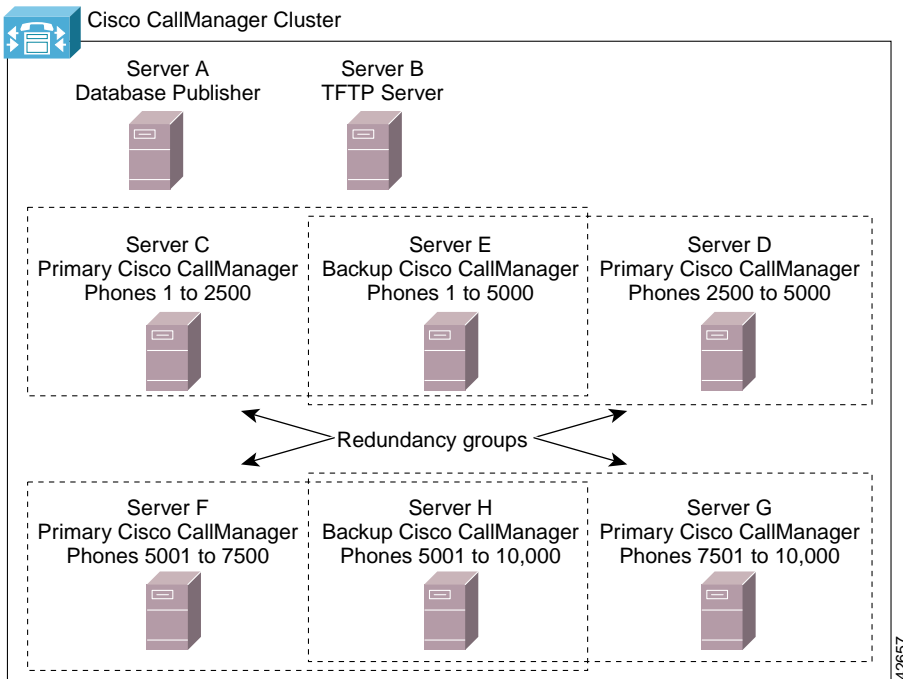 Cisco CallManager Cluster
Server A
Database Publisher
Server B
TFTP Server
Server C
Primary Cisco CallManager
Phones 1 to 2500
Server E
Backup Cisco CallManager
Phones 1 to 5000
Server D
Primary Cisco CallManager
Phones 2500 to 5000
Redundancy groups
Server F
Primary Cisco CallManager
Phones 5001 to 7500
Server H
Backup Cisco CallManager
Phones 5001 to 10,000
Server G
Primary Cisco CallManager
Phones 7501 to 10,000
42657